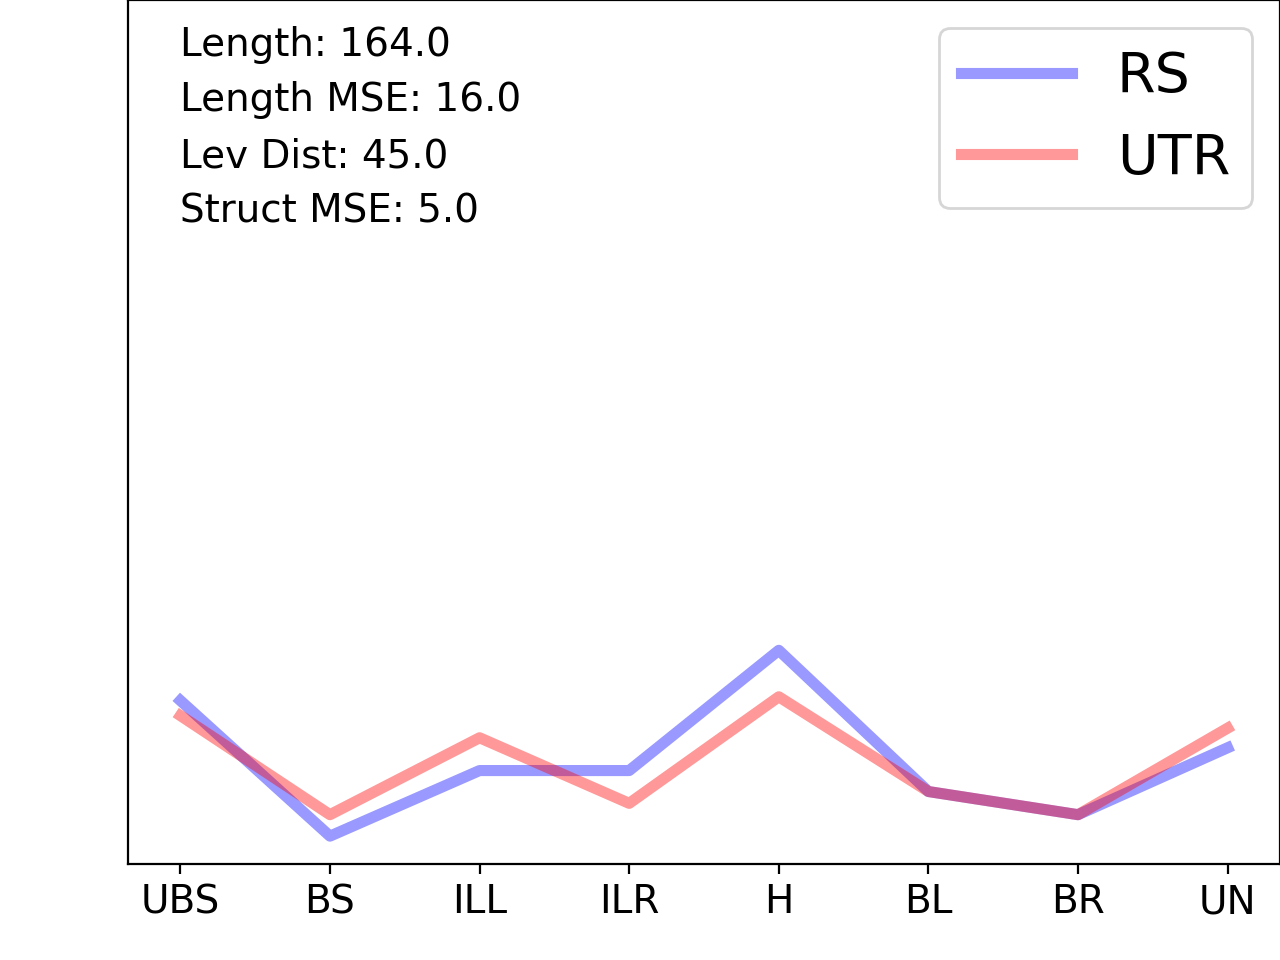 Length: 164.0
Length MSE: 16.0
Lev Dist: 45.0
Struct MSE: 5.0
RS
UTR
UBS BS ILL ILR H BL BR UN